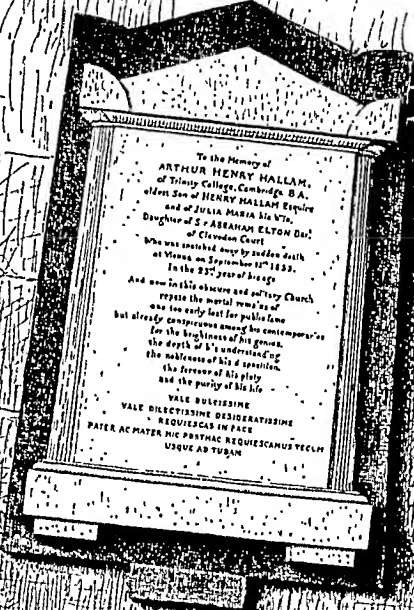 To the Memory of
ARTHUR HENRY HALLAM,
of Trinity College, Cambridge B A.
eldest Son of HENRY HALLAM Esquire
and of JULIA MARIA his Wife,
Daughter of Sr ABRAHAM ELTON Bart
of Clevedon Court
Who was snatched away by sudden death
at Vienna on September 15th 1833.
In the 23rd year of his age
And now in this obscure and solitary Church
repose the mortal remains of
one too early lost for public fame
but already conspicuous among his contemporaries
for the brightness of his genius,
the depth of his understanding
the nobleness of his disposition,
the fervour of his piety
and the purity of his life
VALE DULCISSIME
VALE DILECTISSIME DESIDERATISSIME
REQUIESCAS IN PACE
PATER AC MATER HIC POSTHAC REQUIESCAMUS TECUM
USQUE AD TUBAM